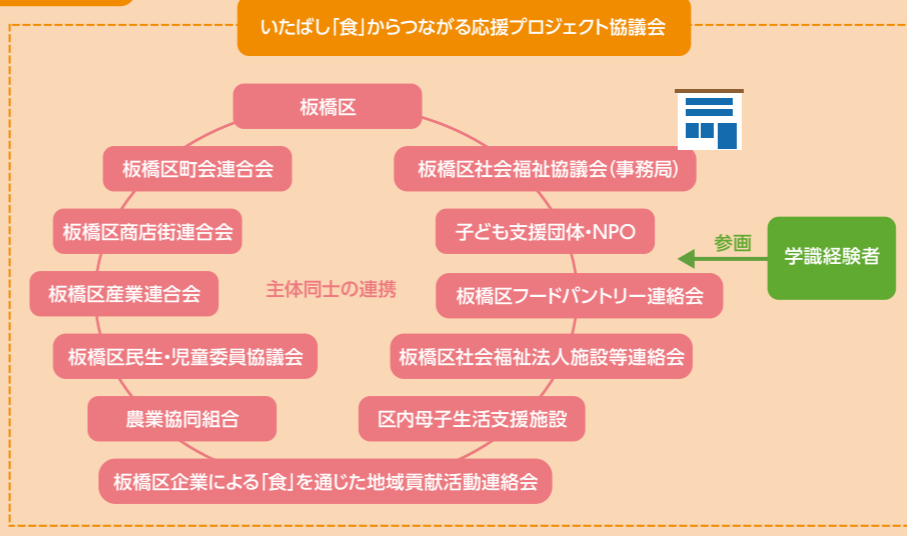 いたばし「食」からつながる応援プロジェクト協議会
板橋区
板橋区町会連合会
板橋区社会福祉協議会(事務局)
板橋区商店街連合会
子ども支援団体・NPO
参画
学識経験者
板橋区産業連合会
主体同士の連携
板橋区フードパントリー連絡会
板橋区民生・児童委員協議会
板橋区社会福祉法人施設等連絡会
農業協同組合
区内母子生活支援施設
板橋区企業による「食」を通じた地域貢献活動連絡会